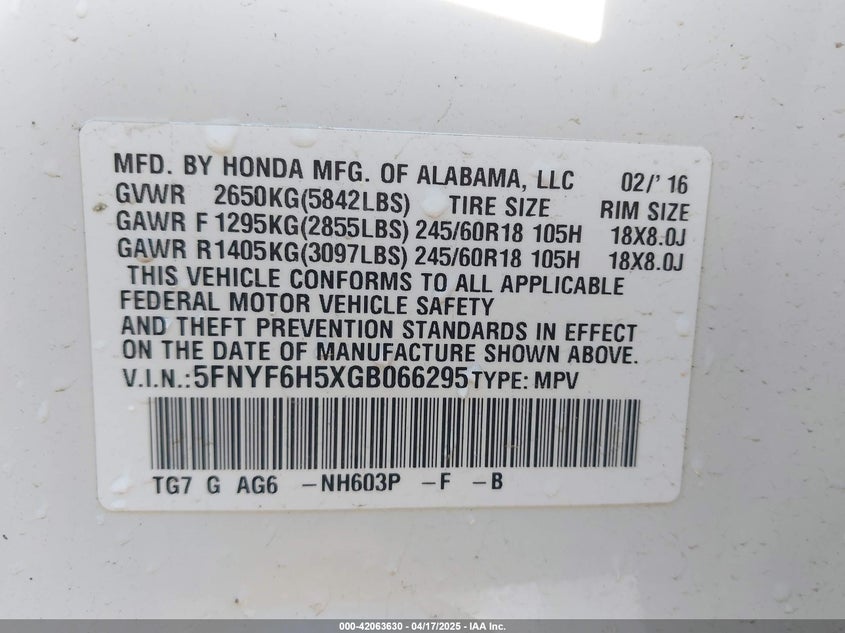 MFD. BY HONDA MFG. OF ALABAMA, LLC 02/' 16
GVWR 2650KG(5842LBS) TIRE SIZE RIM SIZE
GAWR F 1295KG(2855LBS) 245/60R18 105H 18X8.0J
GAWR R 1405KG(3097LBS) 245/60R18 105H 18X8.0J
THIS VEHICLE CONFORMS TO ALL APPLICABLE
FEDERAL MOTOR VEHICLE SAFETY
AND THEFT PREVENTION STANDARDS IN EFFECT
ON THE DATE OF MANUFACTURE SHOWN ABOVE.
V.I.N.:5FNYF6H5XGB066295 TYPE: MPV
TG7 G AG6 -NH603P -F -B
000-42063630 - 04/17/2025 - IAA Inc.